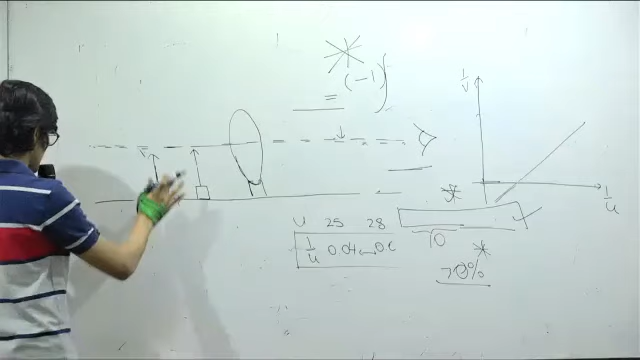 (-1)
=
1/v
1/u
U 25 28
1/u 0.04
10
70%